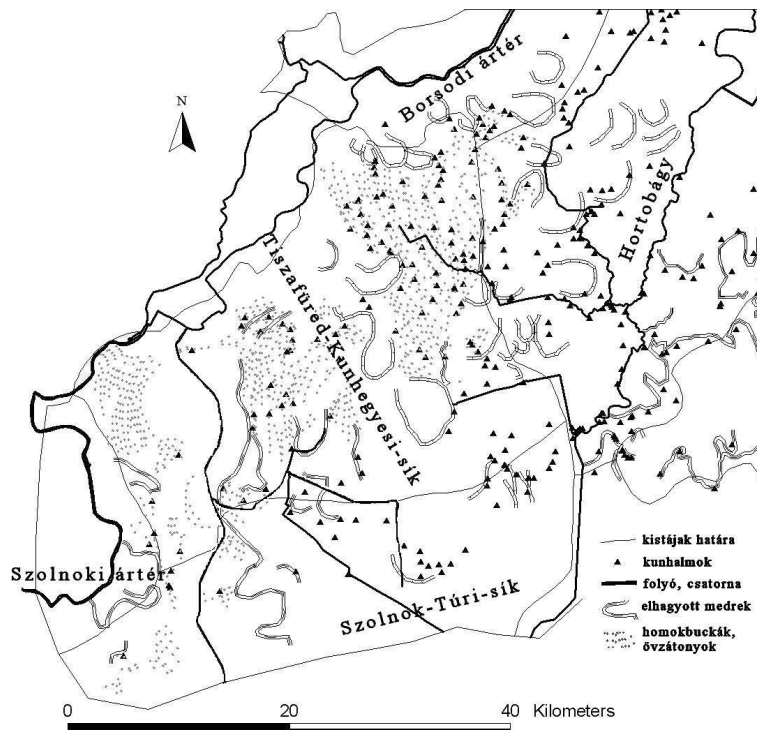 N
Borsodi ártér
Hortobágy
Tiszafüred-Kunhegyesi-sík
Szolnoki ártér
Szolnok-Túri-sík
kistájak határa
kunhalmok
folyó, csatorna
elhagyott medrek
homokbuckák,
övzátonyok
0 20 40 Kilometers